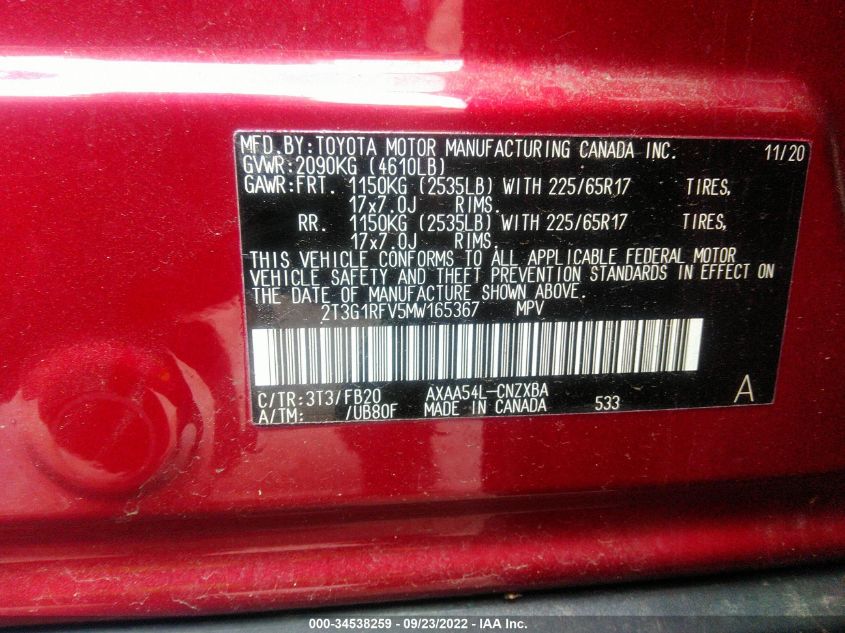 MFD.BY:TOYOTA MOTOR MANUFACTURING CANADA INC. 11/20
GVWR:2090KG (4610LB)
GAWR:FRT. 1150KG (2535LB) WITH 225/65R17 TIRES,
17x7.0J RIMS.
RR. 1150KG (2535LB) WITH 225/65R17 TIRES,
17x7.0J RIMS.
THIS VEHICLE CONFORMS TO ALL APPLICABLE FEDERAL MOTOR
VEHICLE SAFETY AND THEFT PREVENTION STANDARDS IN EFFECT ON
THE DATE OF MANUFACTURE SHOWN ABOVE.
2T3G1RFV5MW165367 MPV
C/TR:3T3/FB20 AXAA54L-CNZXBA A
A/TM: /UB80F MADE IN CANADA 533
000-34538259 - 09/23/2022 - IAA Inc.